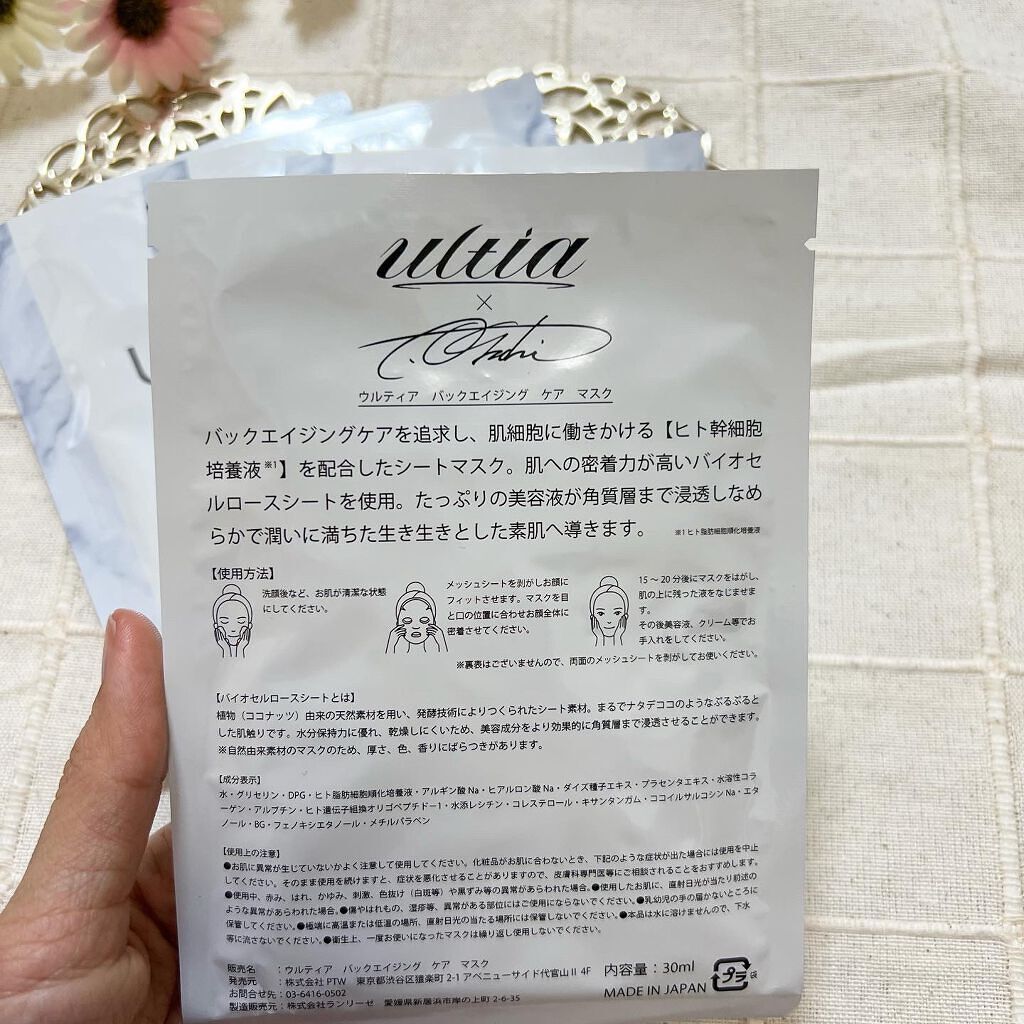 ultia
×
ウルティア バックエイジング ケア マスク
バックエイジングケアを追求し、肌細胞に働きかける【ヒト幹細胞
培養液※1】を配合したシートマスク。肌への密着力が高いバイオセ
ルロースシートを使用。たっぷりの美容液が角質層まで浸透しなめ
らかで潤いに満ちた生き生きとした素肌へ導きます。 ※1 ヒト脂肪細胞順化培養液
【使用方法】
洗顔後など、お肌が清潔な状態
にしてください。
メッシュシートを剥がしお顔に
フィットさせます。マスクを目
と口の位置に合わせお顔全体に
密着させてください。
15～20分後にマスクをはがし、
肌の上に残った液をなじませま
す。
その後美容液、クリーム等でお
手入れをしてください。
※裏表はございませんので、両面のメッシュシートを剥がしてお使いください。
【バイオセルロースシートとは】
植物（ココナッツ）由来の天然素材を用い、発酵技術によりつくられたシート素材。まるでナタデココのようなぷるぷると
した肌触りです。水分保持力に優れ、乾燥しにくいため、美容成分をより効果的に角質層まで浸透させることができます。
※自然由来素材のマスクのため、厚さ、色、香りにばらつきがあります。
【成分表示】
水・グリセリン・DPG・ヒト脂肪細胞順化培養液・アルギン酸Na・ヒアルロン酸Na・ダイズ種子エキス・プラセンタエキス・水溶性コラ
ーゲン・アルブチン・ヒト遺伝子組換オリゴペプチドー1・水添レシチン・コレステロール・キサンタンガム・ココイルサルコシンNa・エタ
ノール・BG・フェノキシエタノール・メチルパラベン
【使用上の注意】
●お肌に異常が生じていないかよく注意して使用してください。化粧品がお肌に合わないとき、下記のような症状が出た場合には使用を中止
してください。そのまま使用を続けますと、症状を悪化させることがありますので、皮膚科専門医等にご相談されることをおすすめします。
●使用中、赤み、はれ、かゆみ、刺激、色抜け（白斑等）や黒ずみ等の異常があらわれた場合。●使用したお肌に、直射日光が当たり前述の
ような異常があらわれた場合。●傷やはれもの、湿疹等、異常がある部位にはご使用にならないでください。●乳幼児の手の届かないところに
保管してください。●極端に高温または低温の場所、直射日光の当たる場所には保管しないでください。●本品は水に溶けませんので、下水
等に流さないでください。●衛生上、一度お使いになったマスクは繰り返し使用しないでください。
販売名 ：ウルティア バックエイジング ケア マスク
発売元 ：株式会社 PTW 東京都渋谷区猿楽町 2-1 アベニューサイド代官山Ⅱ 4F
お問合せ先：03-6416-0502
製造販売元：株式会社ランリーゼ 愛媛県新居浜市岸の上町 2-6-35
内容量：30ml
MADE IN JAPAN
プラ
袋